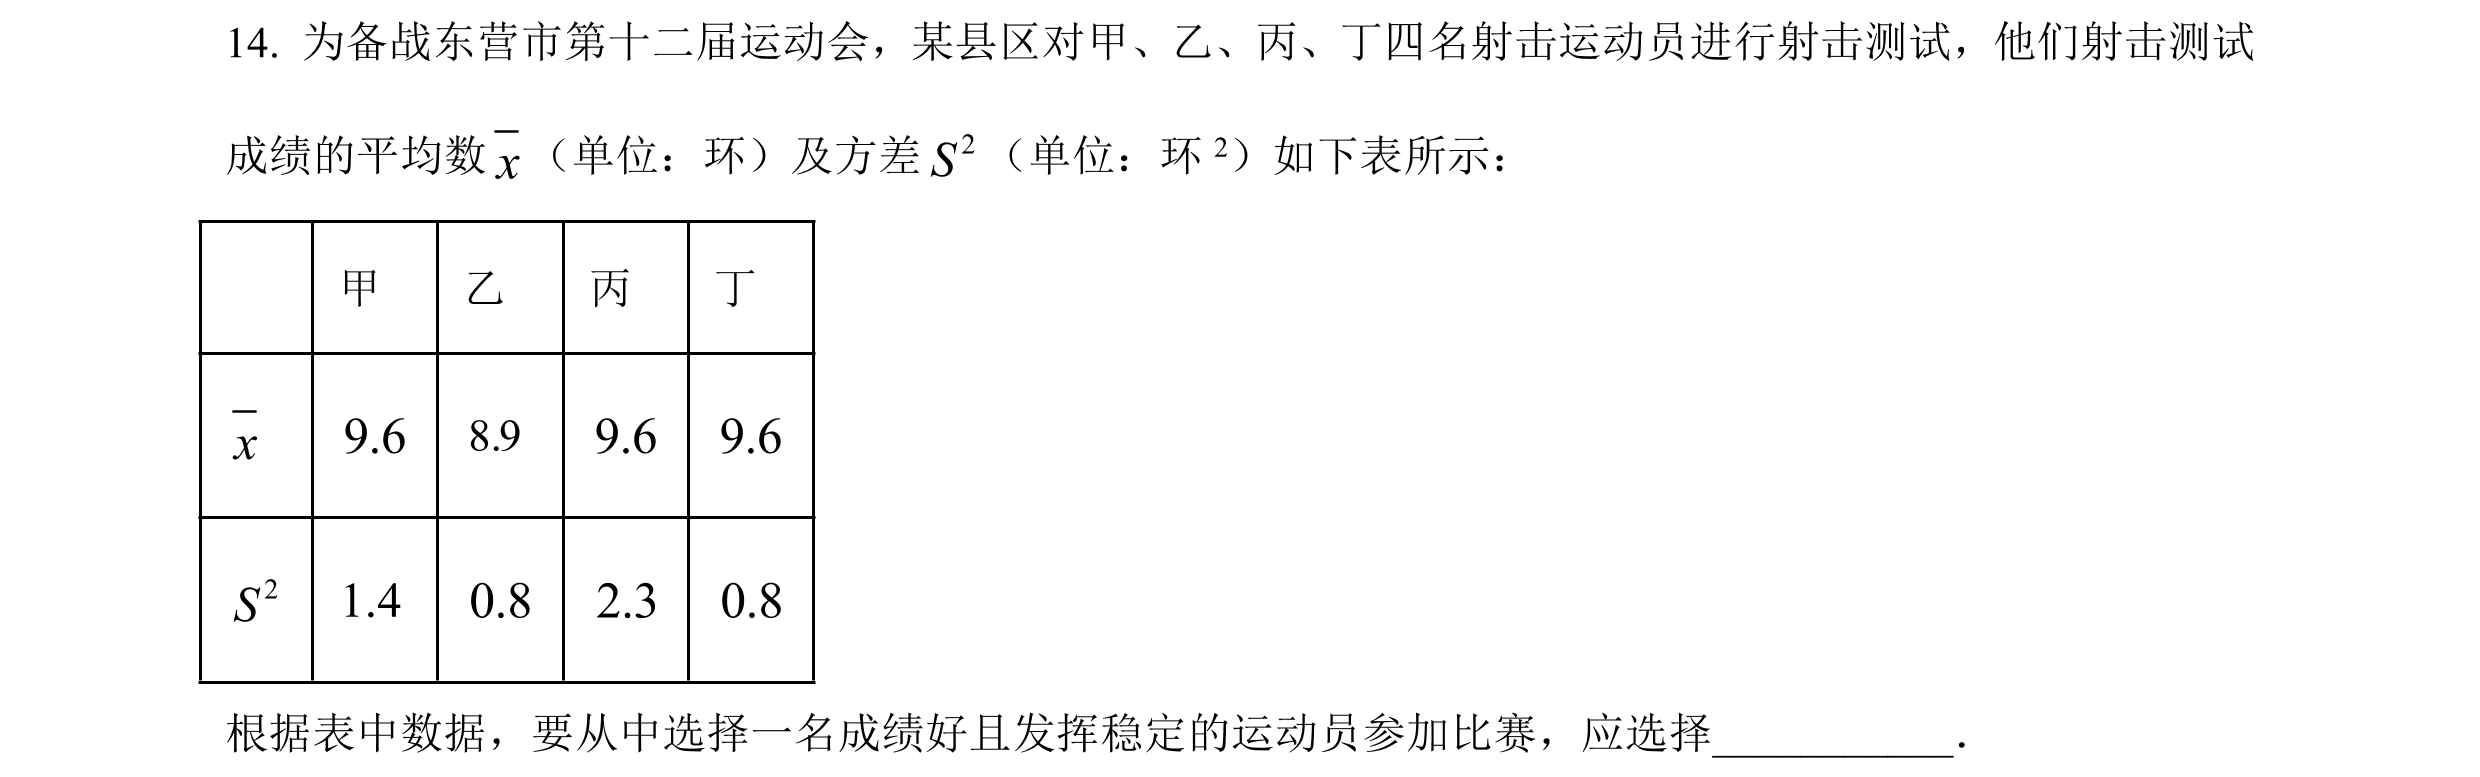 14. 为备战东营市第十二届运动会，某县区对甲、乙、丙、丁四名射击运动员进行射击测试，他们射击测试
成绩的平均数 x̅（单位：环）及方差 S²（单位：环²）如下表所示：
甲 乙 丙 丁
x̅ 9.6 8.9 9.6 9.6
S² 1.4 0.8 2.3 0.8
根据表中数据，要从中选择一名成绩好且发挥稳定的运动员参加比赛，应选择___________．